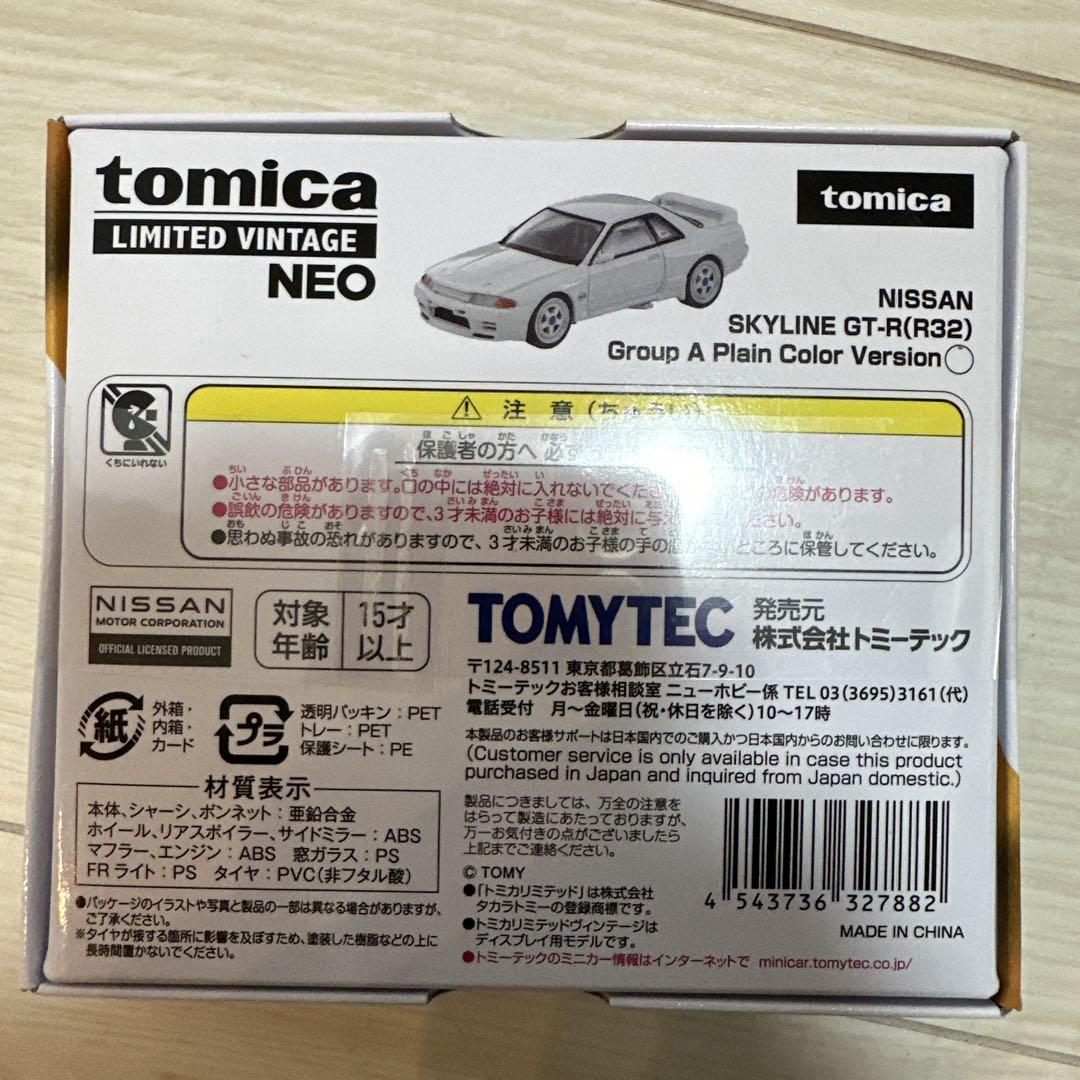 tomica
LIMITED VINTAGE
NEO
tomica
NISSAN
SKYLINE GT-R(R32)
Group A Plain Color Version
くちにいれない
注 意 (ちゅうい)
保護者の方へ 必ず
●小さな部品があります。口の中には絶対に入れないでくださ の危険があります。
●誤飲の危険がありますので、3才未満のお子様には絶対に与え ださい。
●思わぬ事故の恐れがありますので、3才未満のお子様の手の届かないところに保管してください。
NISSAN
MOTOR CORPORATION
OFFICIAL LICENSED PRODUCT
対象年齢
15才以上
TOMYTEC
発売元
株式会社トミーテック
〒124-8511 東京都葛飾区立石7-9-10
トミーテックお客様相談室 ニューホビー係 TEL 03(3695)3161(代)
電話受付 月〜金曜日(祝・休日を除く)10〜17時
本製品のお客様サポートは日本国内でのご購入かつ日本国内からのお問い合わせに限ります。
(Customer service is only available in case this product
purchased in Japan and inquired from Japan domestic.)
紙
外箱・
内箱・
カード
プラ
透明パッキン:PET
トレー:PET
保護シート:PE
材質表示
本体、シャーシ、ボンネット:亜鉛合金
ホイール、リアスポイラー、サイドミラー:ABS
マフラー、エンジン:ABS 窓ガラス:PS
FRライト:PS タイヤ:PVC(非フタル酸)
●パッケージのイラストや写真と製品の一部は異なる場合がありますが、
ご了承ください。
※タイヤが接する箇所に影響を及ぼすため、塗装した樹脂などの上に
長時間置かないでください。
製品につきましては、万全の注意を
はらって製造にあたっておりますが、
万一お気付きの点がございましたら
上記までご連絡ください。
© TOMY
●「トミカリミテッド」は株式会社
タカラトミーの登録商標です。
●トミカリミテッドヴィンテージは
ディスプレイ用モデルです。
●トミーテックのミニカー情報はインターネットで minicar.tomytec.co.jp/
4 543736 327882
MADE IN CHINA